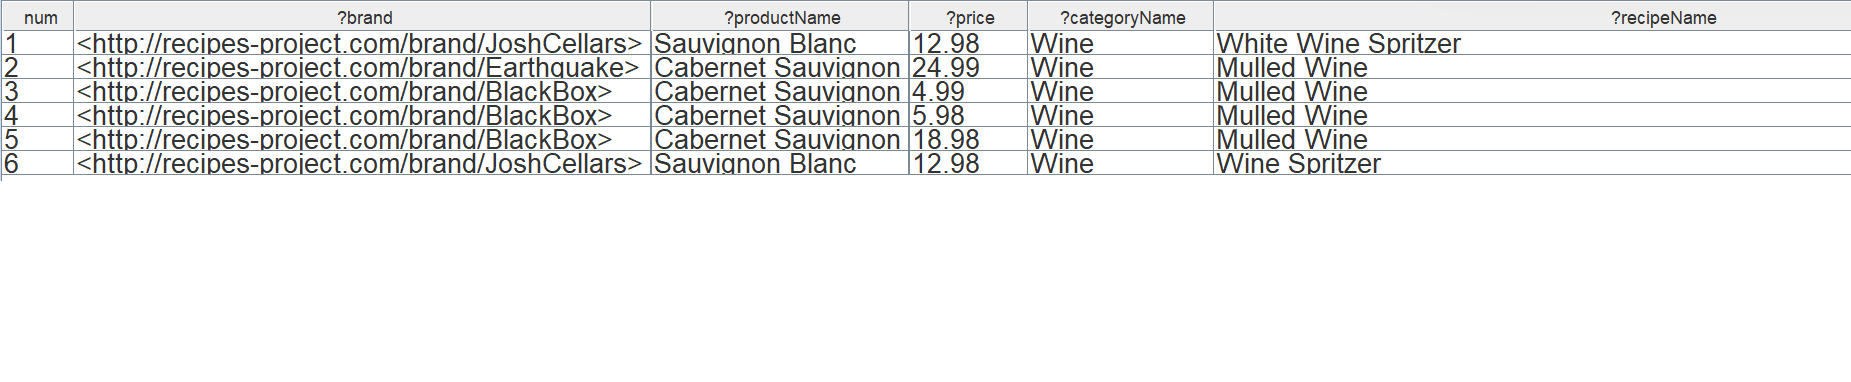 num ?brand ?productName ?price ?categoryName ?recipeName
1 <http://recipes-project.com/brand/JoshCellars> Sauvignon Blanc 12.98 Wine White Wine Spritzer
2 <http://recipes-project.com/brand/Earthquake> Cabernet Sauvignon 24.99 Wine Mulled Wine
3 <http://recipes-project.com/brand/BlackBox> Cabernet Sauvignon 4.99 Wine Mulled Wine
4 <http://recipes-project.com/brand/BlackBox> Cabernet Sauvignon 5.98 Wine Mulled Wine
5 <http://recipes-project.com/brand/BlackBox> Cabernet Sauvignon 18.98 Wine Mulled Wine
6 <http://recipes-project.com/brand/JoshCellars> Sauvignon Blanc 12.98 Wine Wine Spritzer